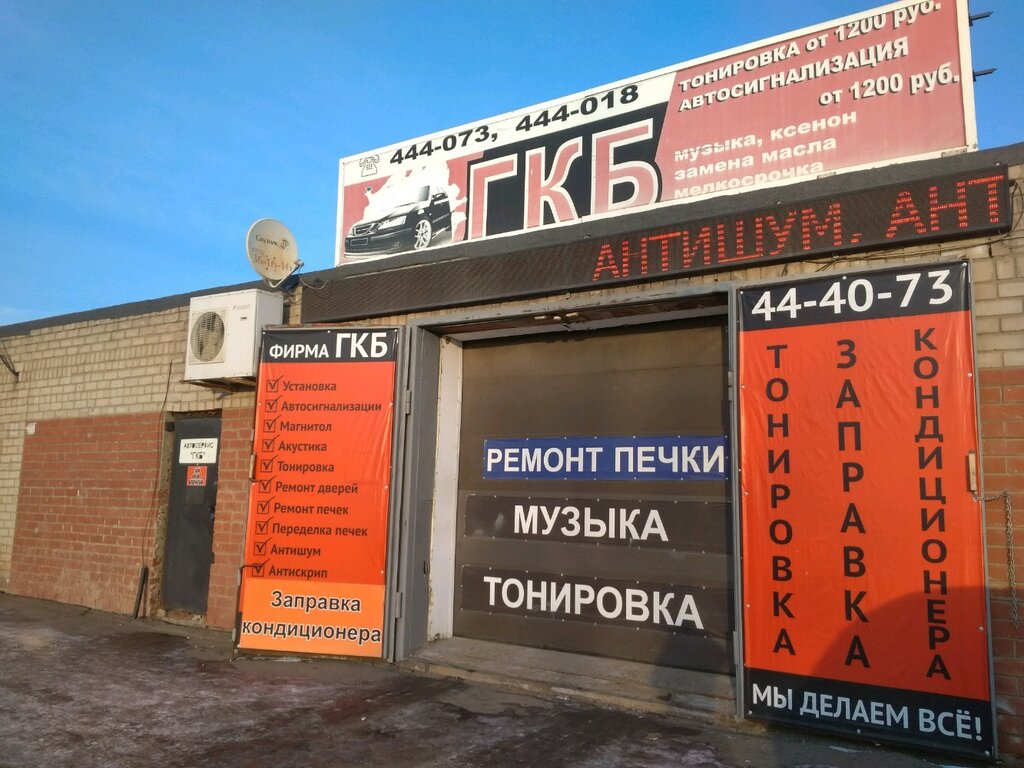 444-073, 444-018
ГКБ
ТОНИРОВКА от 1200 руб.
АВТОСИГНАЛИЗАЦИЯ
от 1200 руб.
музыка, ксенон
замена масла
мелкосрочка
АНТИШУМ. АНТ
ФИРМА ГКБ
Установка
Автосигнализации
Магнитол
Акустика
Тонировка
Ремонт дверей
Ремонт печек
Переделка печек
Антишум
Антискрип
Заправка
кондиционера
АВТОСЕРВИС
"ГКБ"
РЕМОНТ ПЕЧКИ
МУЗЫКА
ТОНИРОВКА
44-40-73
ТОНИРОВКА
ЗАПРАВКА
КОНДИЦИОНЕРА
МЫ ДЕЛАЕМ ВСЁ!